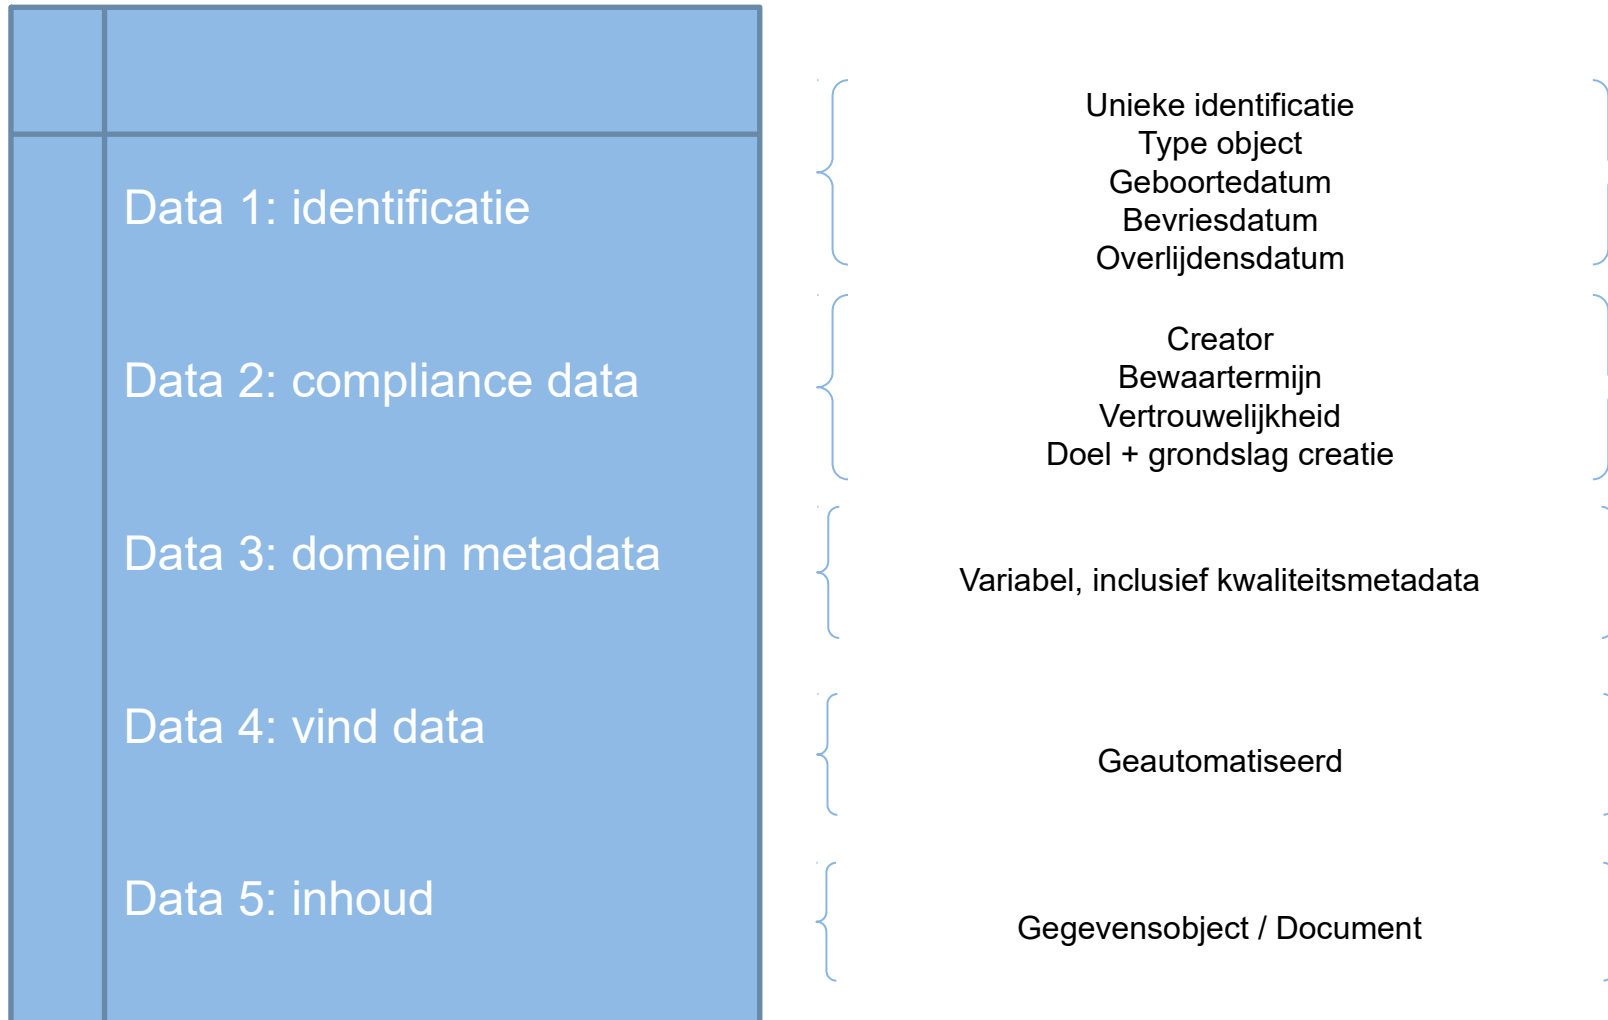 Data 1: identificatie
Unieke identificatie
Type object
Geboortedatum
Bevriesdatum
Overlijdensdatum
Data 2: compliance data
Creator
Bewaartermijn
Vertrouwelijkheid
Doel + grondslag creatie
Data 3: domein metadata
Variabel, inclusief kwaliteitsmetadata
Data 4: vind data
Geautomatiseerd
Data 5: inhoud
Gegevensobject / Document